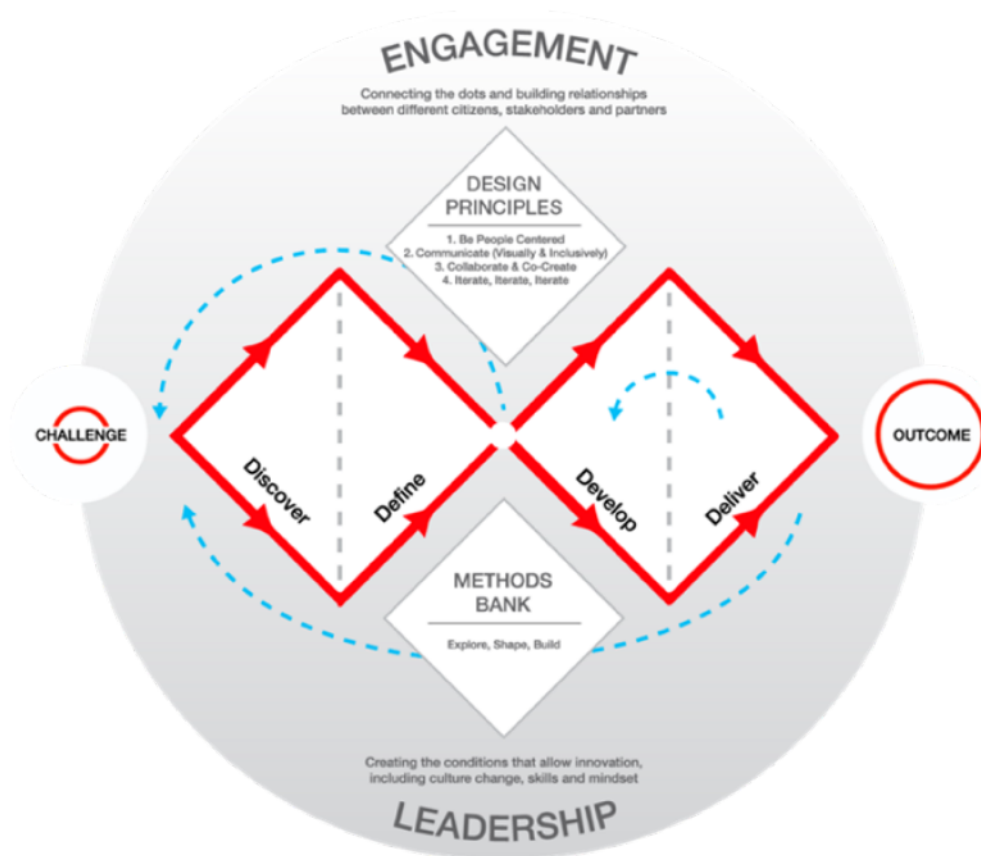 ENGAGEMENT
Connecting the dots and building relationships
between different citizens, stakeholders and partners
DESIGN
PRINCIPLES
1. Be People Centered
2. Communicate (Visually & Inclusively)
3. Collaborate & Co-Create
4. Iterate, Iterate, Iterate
CHALLENGE
OUTCOME
Discover
Define
Develop
Deliver
METHODS
BANK
Explore, Shape, Build
Creating the conditions that allow innovation,
including culture change, skills and mindset
LEADERSHIP